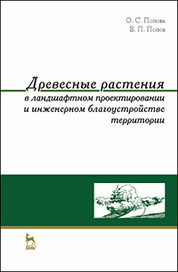 О. С. Попова
В. П. Попов
Древесные растения
в ландшафтном проектировании
и инженерном благоустройстве
территории